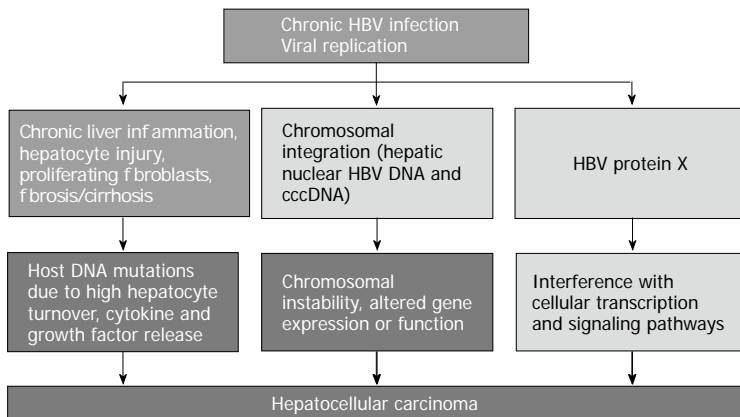 Chronic HBV infection
Viral replication
Chronic liver inf ammation,
hepatocyte injury,
proliferating f broblasts,
f brosis/cirrhosis
Chromosomal
integration (hepatic
nuclear HBV DNA and
cccDNA)
HBV protein X
Host DNA mutations
due to high hepatocyte
turnover, cytokine and
growth factor release
Chromosomal
instability, altered gene
expression or function
Interference with
cellular transcription
and signaling pathways
Hepatocellular carcinoma